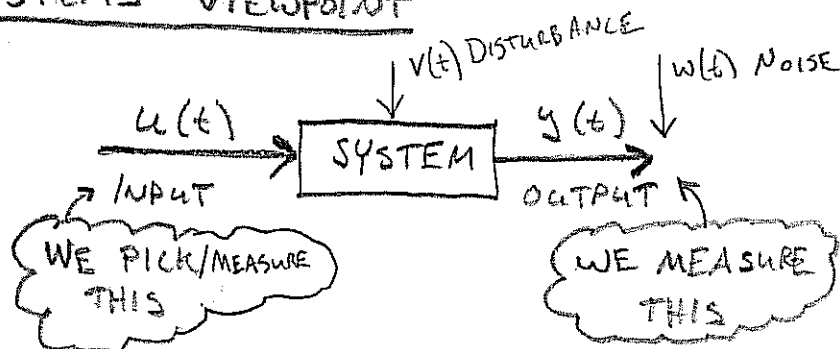 VIEWPOINT
v(t) DISTURBANCE
w(t) NOISE
u(t)
SYSTEM
y(t)
INPUT
OUTPUT
WE PICK/MEASURE
THIS
WE MEASURE
THIS